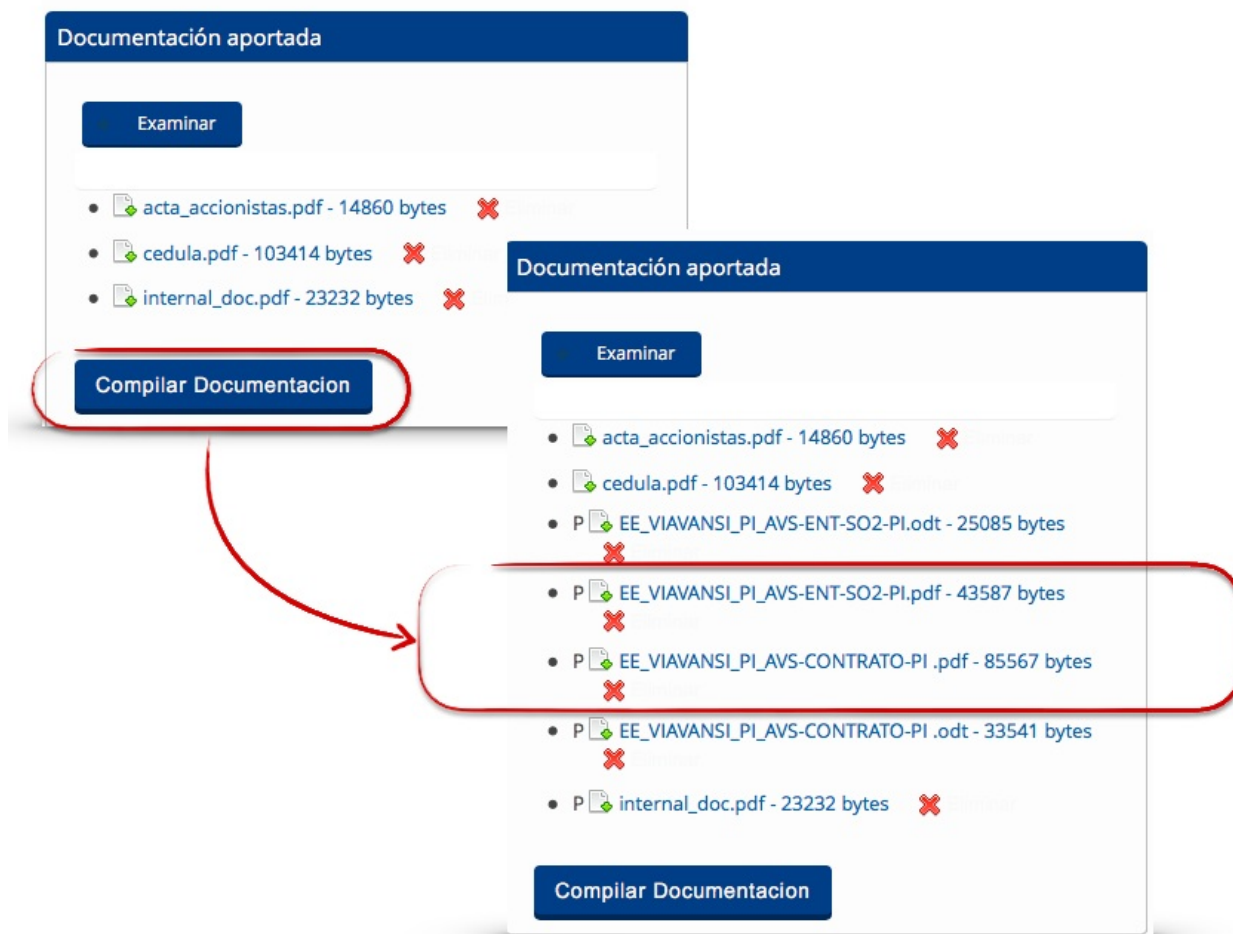 Documentación aportada
Examinar
acta_accionistas.pdf - 14860 bytes
cedula.pdf - 103414 bytes
internal_doc.pdf - 23232 bytes
Compilar Documentacion
Documentación aportada
Examinar
acta_accionistas.pdf - 14860 bytes
cedula.pdf - 103414 bytes
P EE_VIAVANSI_PI_AVS-ENT-SO2-PI.odt - 25085 bytes
P EE_VIAVANSI_PI_AVS-ENT-SO2-PI.pdf - 43587 bytes
P EE_VIAVANSI_PI_AVS-CONTRATO-PI .pdf - 85567 bytes
P EE_VIAVANSI_PI_AVS-CONTRATO-PI .odt - 33541 bytes
P internal_doc.pdf - 23232 bytes
Compilar Documentacion